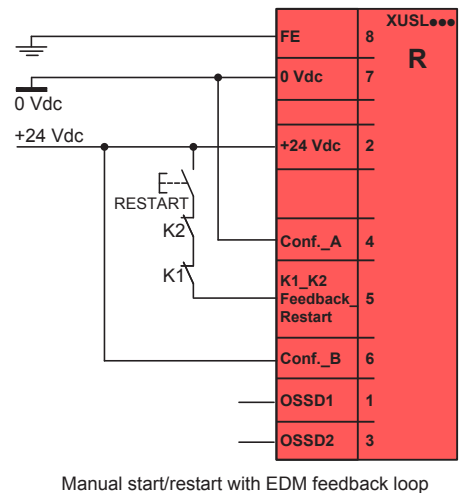 XUSL●●●
R
FE 8
0 Vdc 7
0 Vdc
+24 Vdc
+24 Vdc 2
RESTART
K2
Conf._A 4
K1
K1_K2
Feedback_ 5
Restart
Conf._B 6
OSSD1 1
OSSD2 3
Manual start/restart with EDM feedback loop